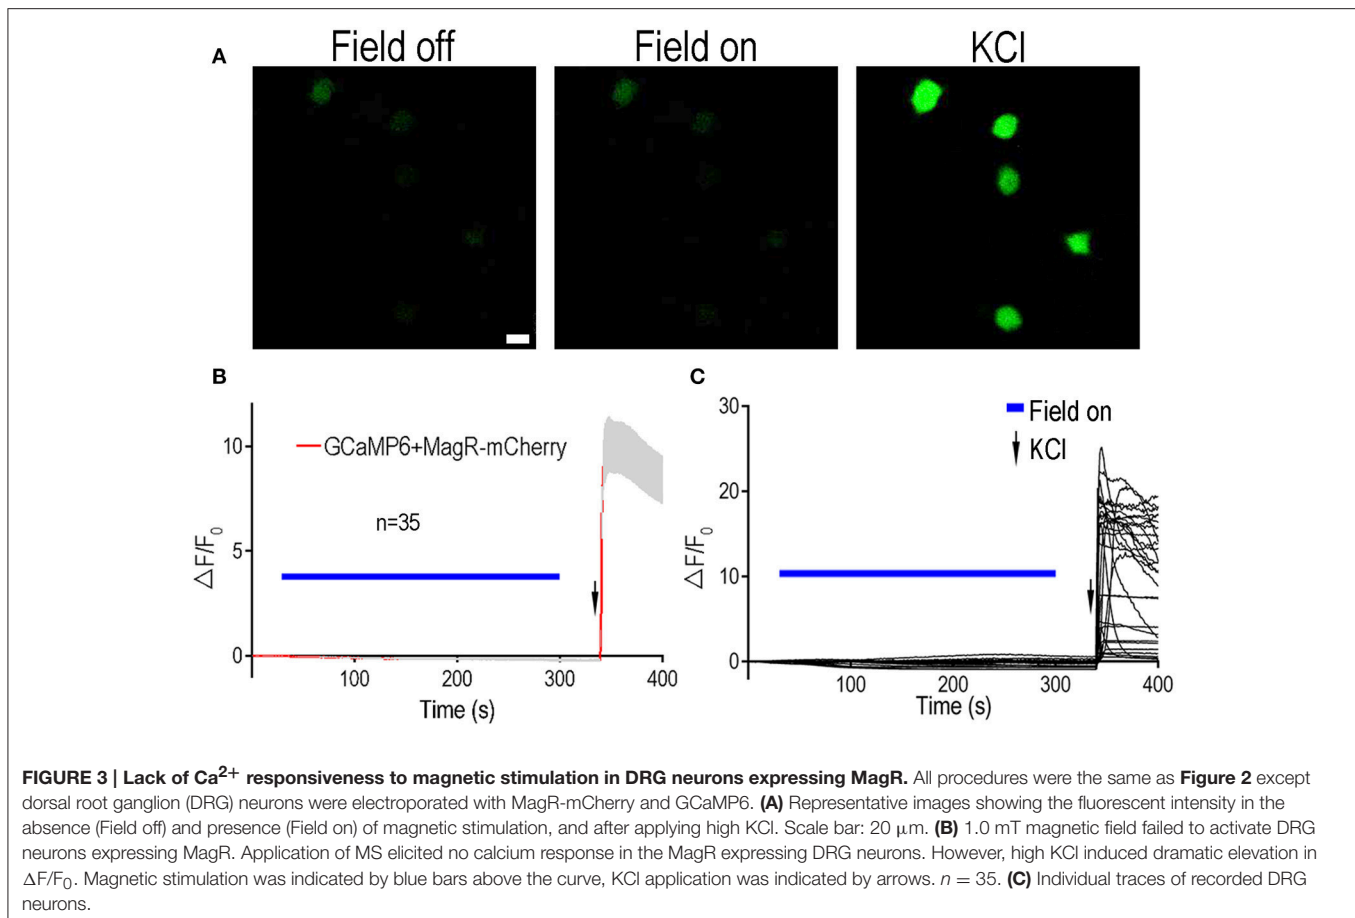 A
Field off
Field on
KCl
B
10
GCaMP6+MagR-mCherry
n=35
△F/F0
5
0
100
200
300
400
Time (s)
C
30
Field on
KCl
20
△F/F0
10
0
100
200
300
400
Time (s)
FIGURE 3 | Lack of Ca2+ responsiveness to magnetic stimulation in DRG neurons expressing MagR. All procedures were the same as Figure 2 except
dorsal root ganglion (DRG) neurons were electroporated with MagR-mCherry and GCaMP6. (A) Representative images showing the fluorescent intensity in the
absence (Field off) and presence (Field on) of magnetic stimulation, and after applying high KCl. Scale bar: 20 μm. (B) 1.0 mT magnetic field failed to activate DRG
neurons expressing MagR. Application of MS elicited no calcium response in the MagR expressing DRG neurons. However, high KCl induced dramatic elevation in
ΔF/F0. Magnetic stimulation was indicated by blue bars above the curve, KCl application was indicated by arrows. n = 35. (C) Individual traces of recorded DRG
neurons.